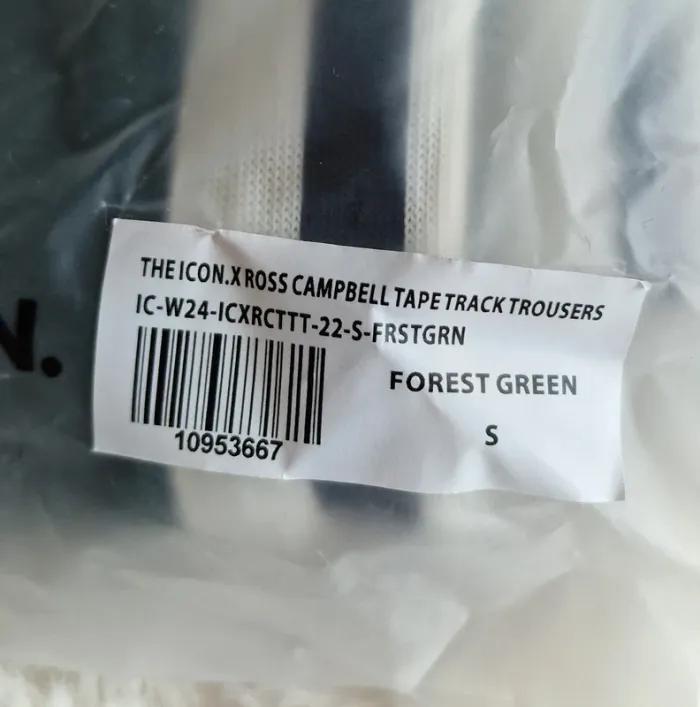 THE ICON.X ROSS CAMPBELL TAPE TRACK TROUSERS
IC-W24-ICXRCTTT-22-S-FRSTGRN
FOREST GREEN
S
10953667
N.